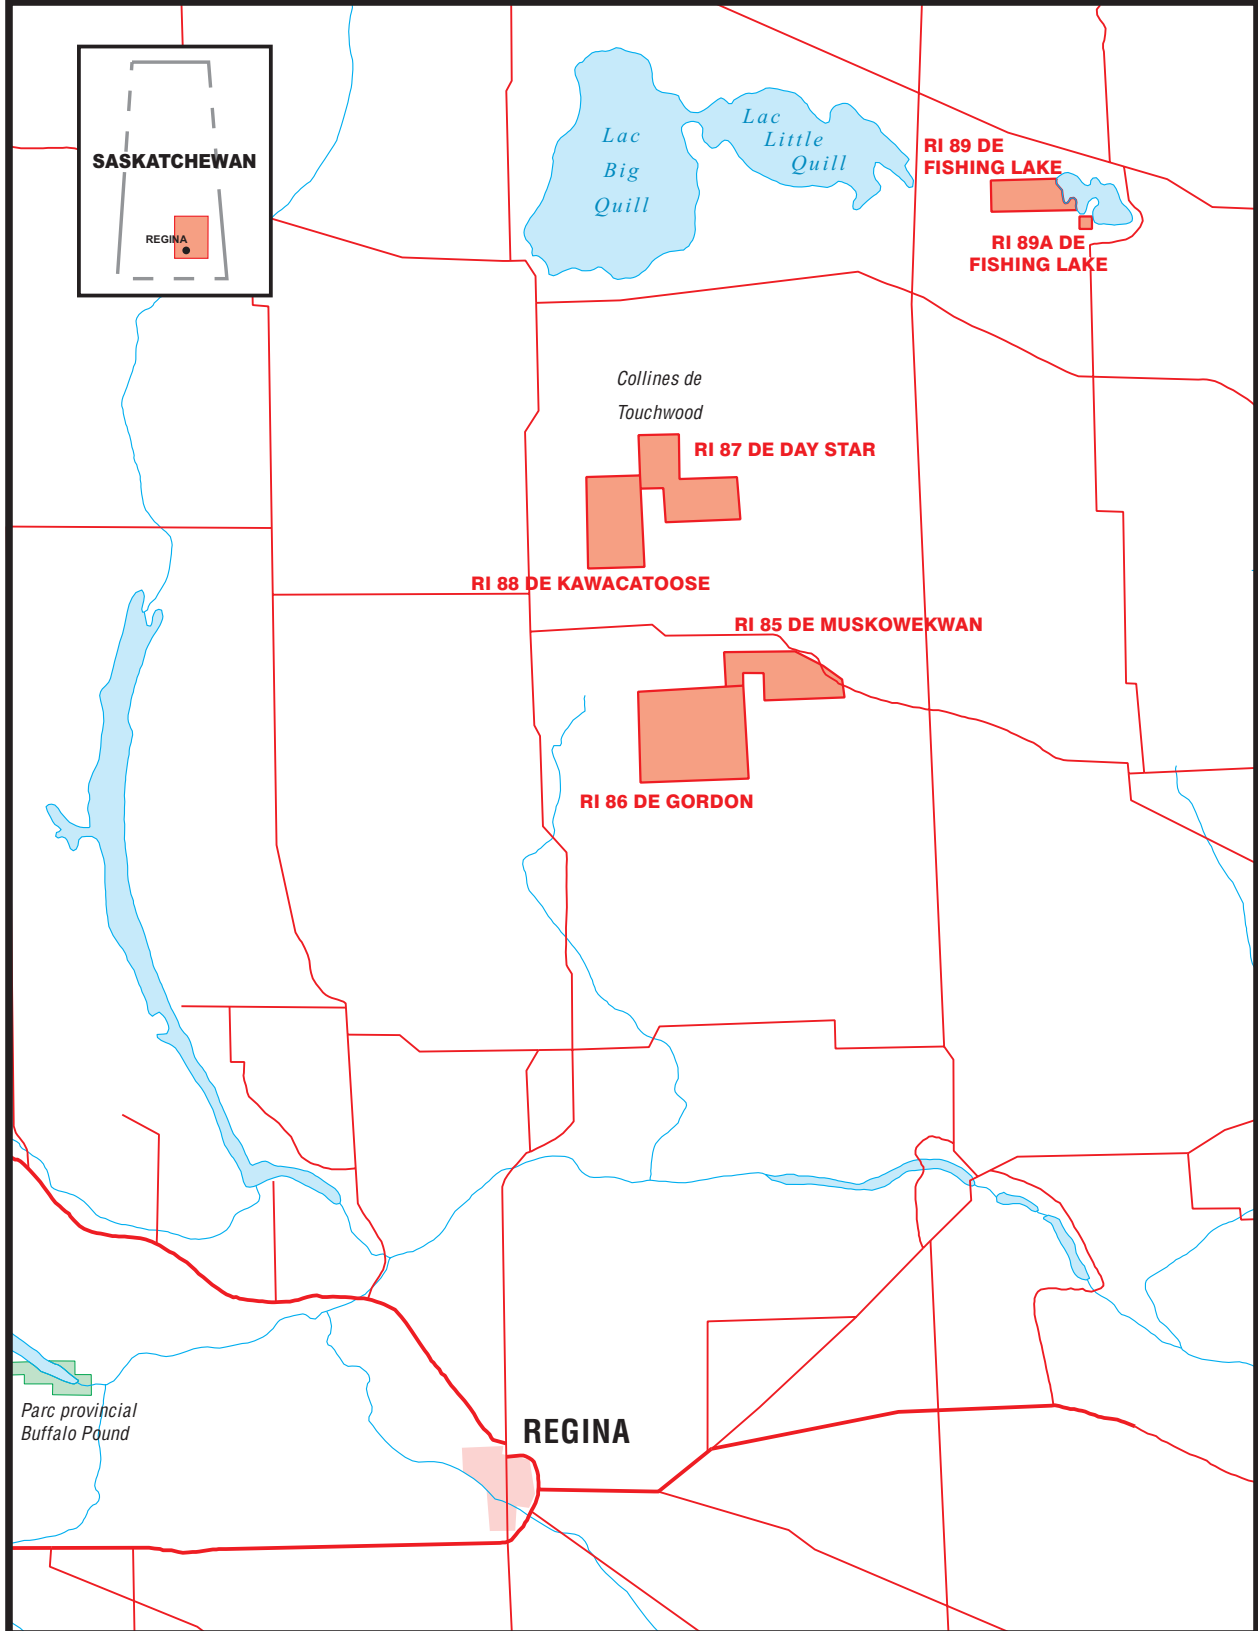 SASKATCHEWAN
REGINA
Lac
Big
Quill
Lac
Little
Quill
RI 89 DE
FISHING LAKE
RI 89A DE
FISHING LAKE
Collines de
Touchwood
RI 87 DE DAY STAR
RI 88 DE KAWACATOOSE
RI 85 DE MUSKOWEKWAN
RI 86 DE GORDON
Parc provincial
Buffalo Pound
REGINA